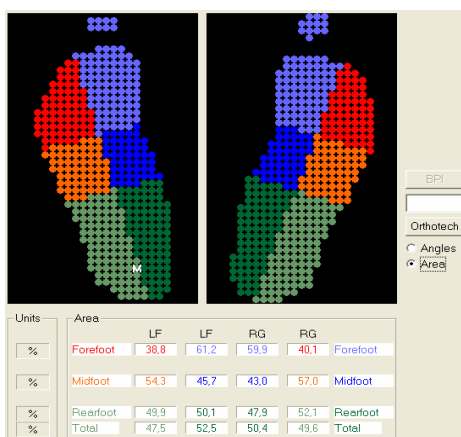 M
BPI
Orthotech
Angles
Area
Units Area
LF LF RG RG
% Forefoot 38,8 61,2 59,9 40,1 Forefoot
% Midfoot 54,3 45,7 43,0 57,0 Midfoot
% Rearfoot 49,9 50,1 47,9 52,1 Rearfoot
% Total 47,5 52,5 50,4 49,6 Total